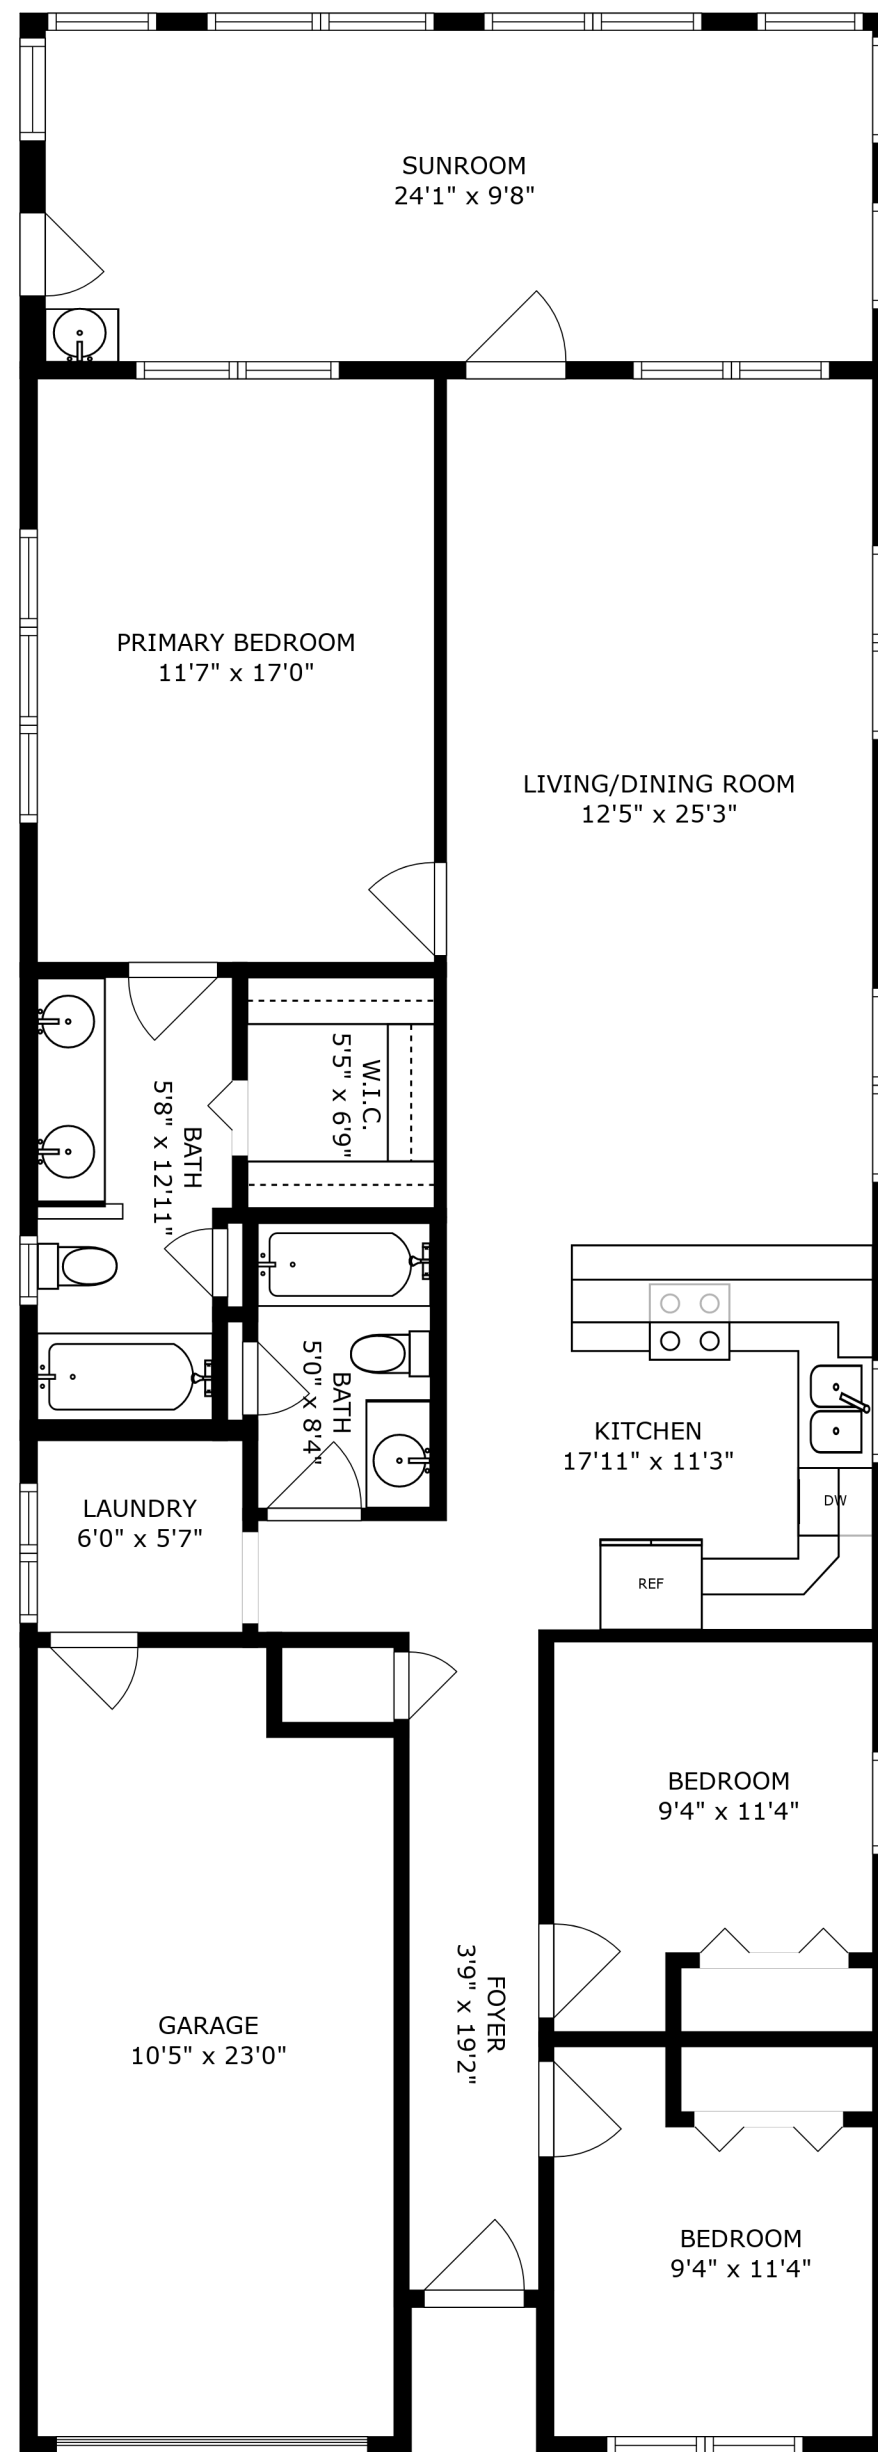 SUNROOM
24'1" x 9'8"
PRIMARY BEDROOM
11'7" x 17'0"
LIVING/DINING ROOM
12'5" x 25'3"
W.I.C.
5'5" x 6'9"
BATH
5'8" x 12'11"
BATH
5'0" x 8'4"
KITCHEN
17'11" x 11'3"
DW
REF
LAUNDRY
6'0" x 5'7"
BEDROOM
9'4" x 11'4"
FOYER
3'9" x 19'2"
GARAGE
10'5" x 23'0"
BEDROOM
9'4" x 11'4"